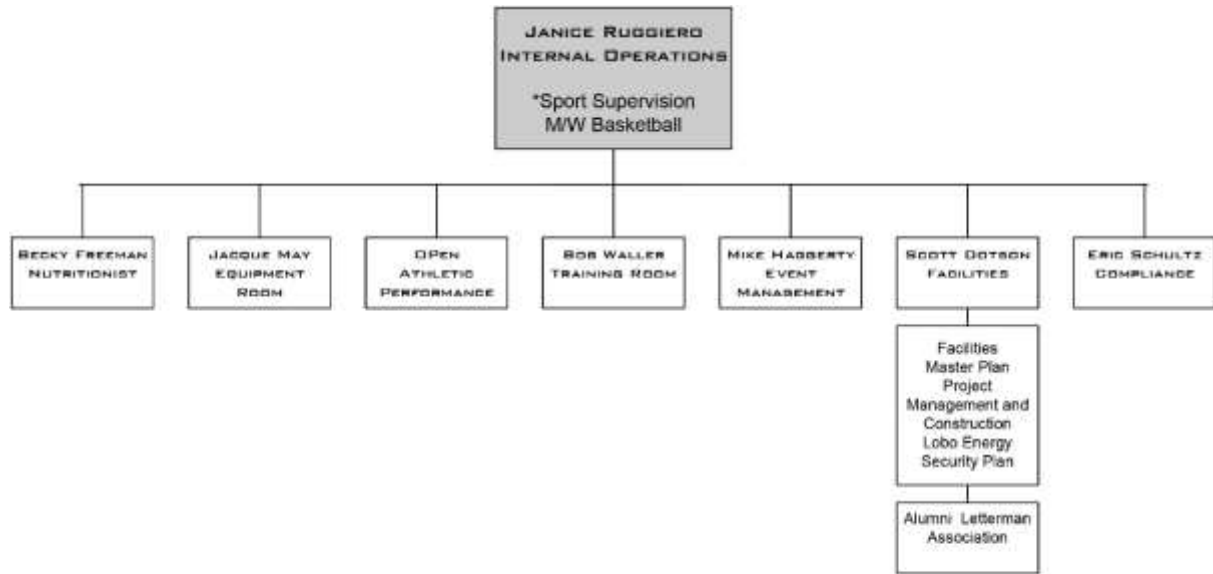 JANICE RUGGIERO
INTERNAL OPERATIONS
*Sport Supervision
M/W Basketball
BECKY FREEMAN
NUTRITIONIST
JACQUE MAY
EQUIPMENT
ROOM
OPEN
ATHLETIC
PERFORMANCE
BOB WALLER
TRAINING ROOM
MIKE HAGGERTY
EVENT
MANAGEMENT
SCOTT DOTSON
FACILITIES
ERIC SCHULTZ
COMPLIANCE
Facilities
Master Plan
Project
Management and
Construction
Lobo Energy
Security Plan
Alumni Letterman
Association